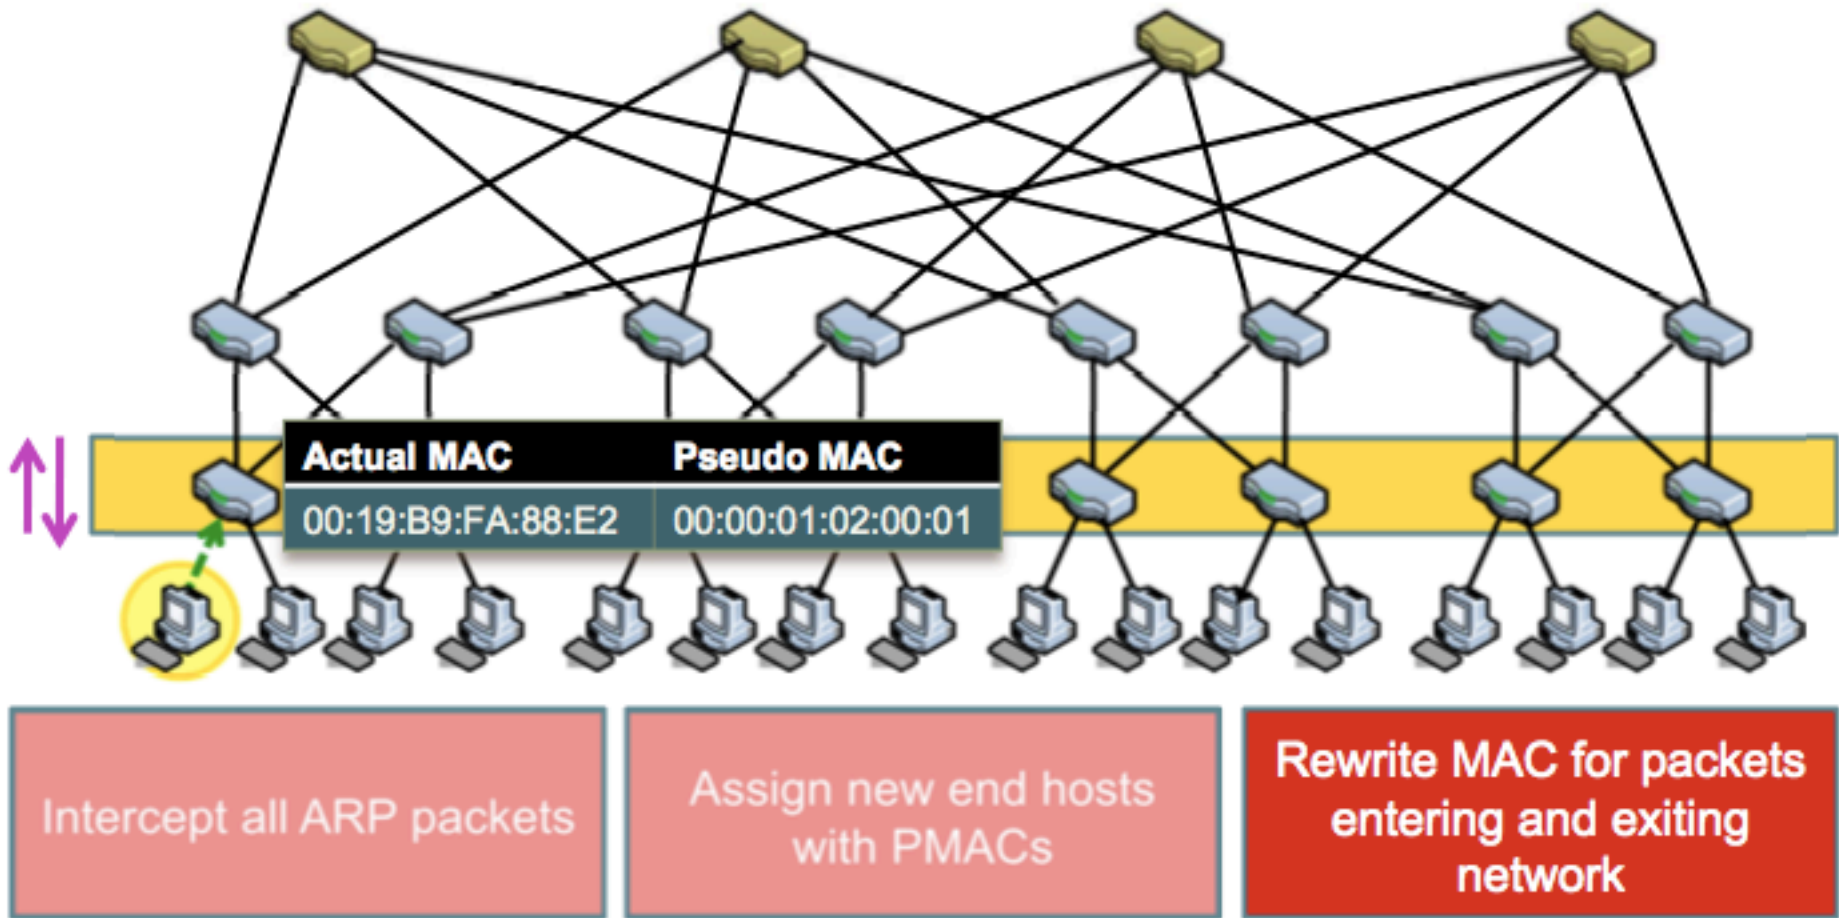 Actual MAC Pseudo MAC
00:19:B9:FA:88:E2 00:00:01:02:00:01
Intercept all ARP packets
Assign new end hosts
with PMACs
Rewrite MAC for packets
entering and exiting
network